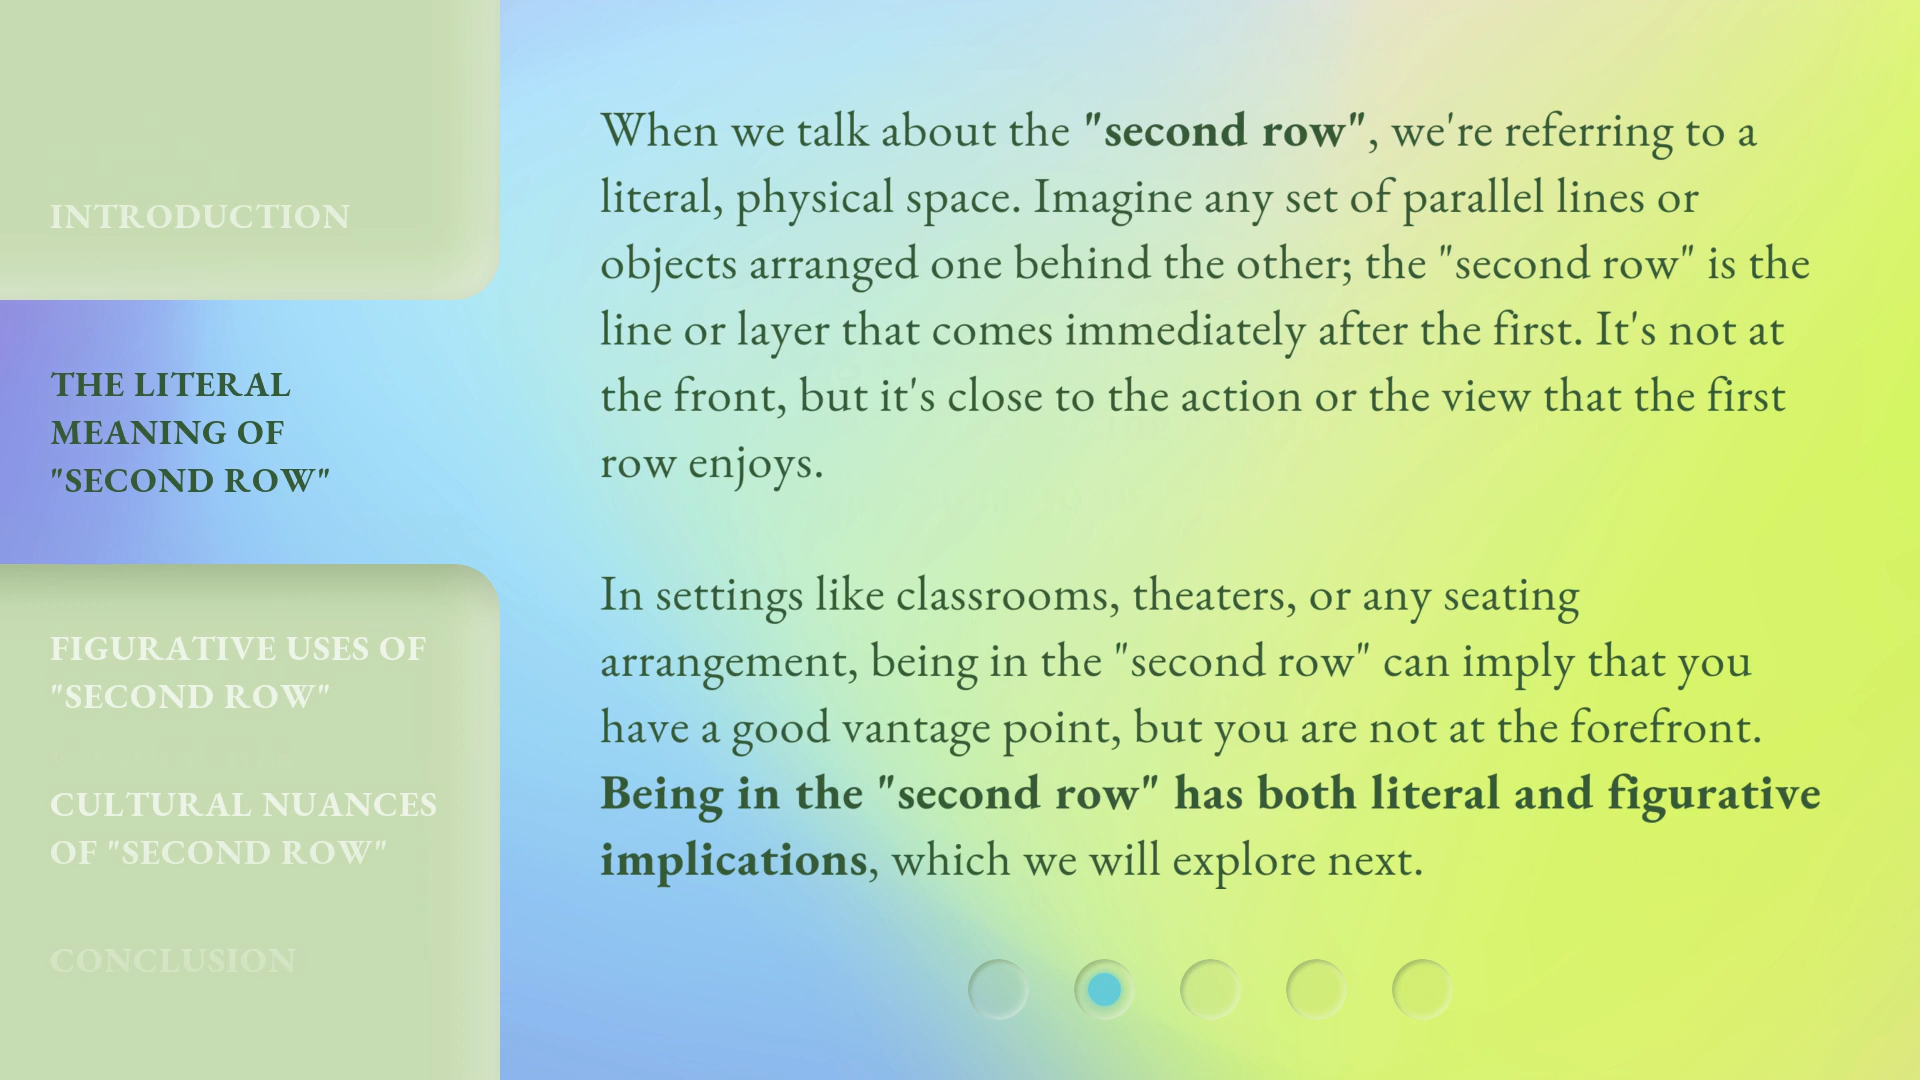 INTRODUCTION
THE LITERAL
MEANING OF
"SECOND ROW"
FIGURATIVE USES OF
"SECOND ROW"
CULTURAL NUANCES
OF "SECOND ROW"
CONCLUSION
When we talk about the "second row", we're referring to a
literal, physical space. Imagine any set of parallel lines or
objects arranged one behind the other; the "second row" is the
line or layer that comes immediately after the first. It's not at
the front, but it's close to the action or the view that the first
row enjoys.
In settings like classrooms, theaters, or any seating
arrangement, being in the "second row" can imply that you
have a good vantage point, but you are not at the forefront.
Being in the "second row" has both literal and figurative
implications, which we will explore next.